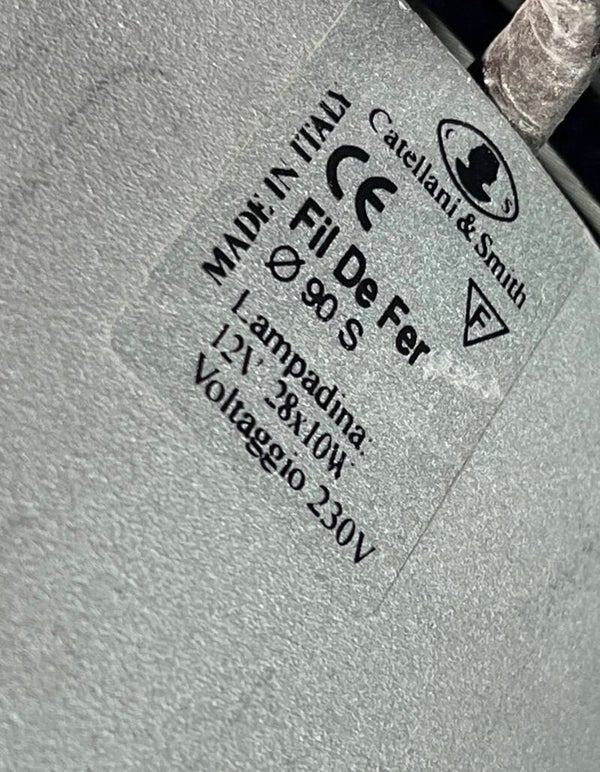 C S
Catellani & Smith
MADE IN ITALY
CE
F
Fil De Fer
Ø 90 S
Lampadina:
12V 28x10W
Voltaggio 230V